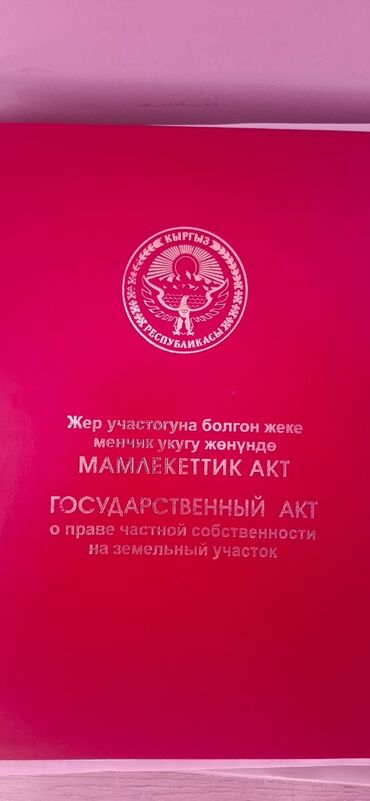 КЫРГЫЗ
РЕСПУБЛИКАСЫ
Жер участогуна болгон жеке
менчик укугу жөнүндө
МАМЛЕКЕТТИК АКТ
ГОСУДАРСТВЕННЫЙ АКТ
о праве частной собственности
на земельный участок